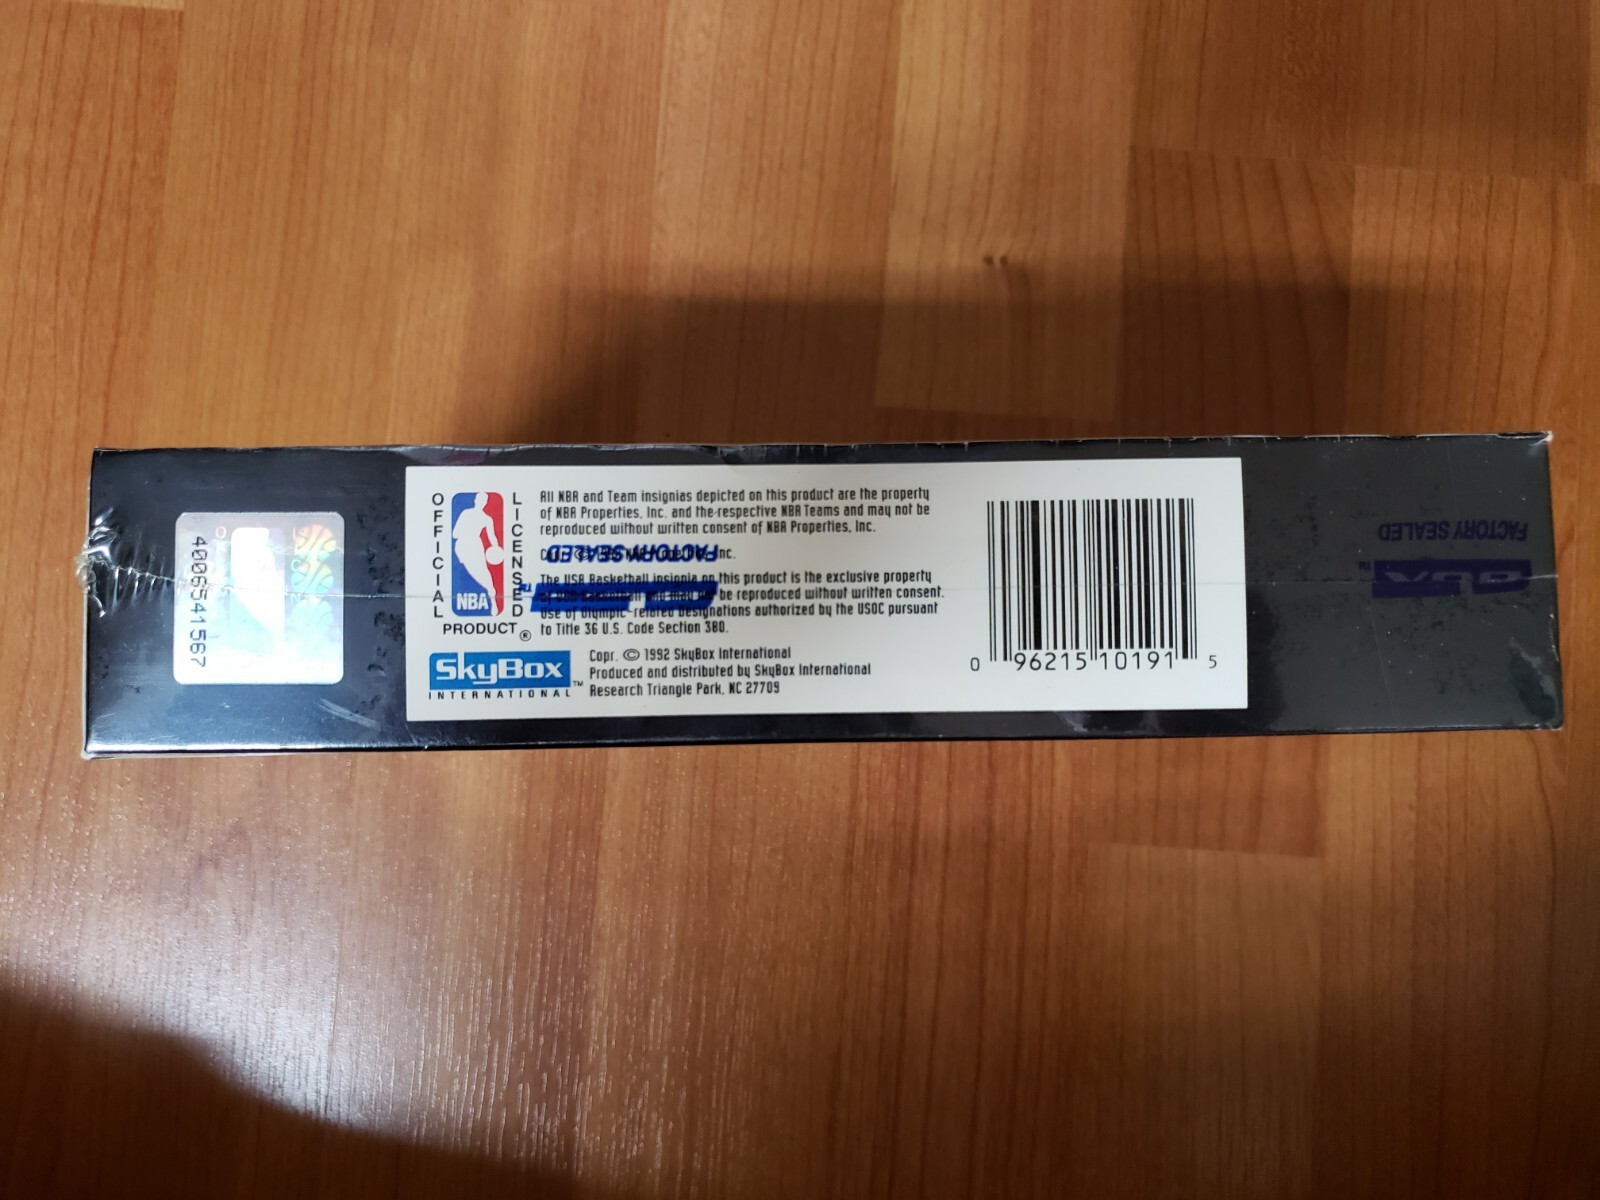 4006541567
OFFICIAL
LICENSED
NBA
PRODUCT ®
SkyBox™
INTERNATIONAL
All NBA and Team insignias depicted on this product are the property
of NBA Properties, Inc. and the respective NBA Teams and may not be
reproduced without written consent of NBA Properties, Inc.
Inc.
FACTORY SEALED
The USA Basketball insignia on this product is the exclusive property
be reproduced without written consent.
Use of Olympic-related designations authorized by the USOC pursuant
to Title 36 U.S. Code Section 380.
Copr. © 1992 SkyBox International
Produced and distributed by SkyBox International
Research Triangle Park, NC 27709
0 96215 10191 5
FACTORY SEALED